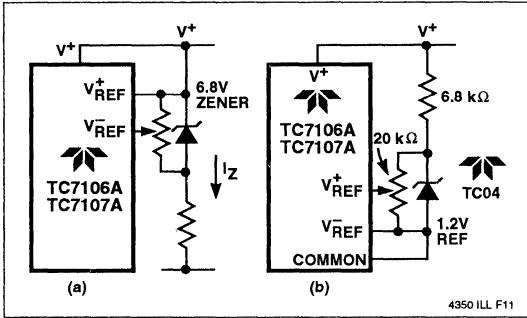 V+
V+
V+REF
V–REF
6.8V
ZENER
TC7106A
TC7107A
IZ
(a)
V+
V+
6.8 kΩ
TC7106A
TC7107A
20 kΩ
V+REF
TC04
V–REF
1.2V
REF
COMMON
(b)
4350 ILL F11